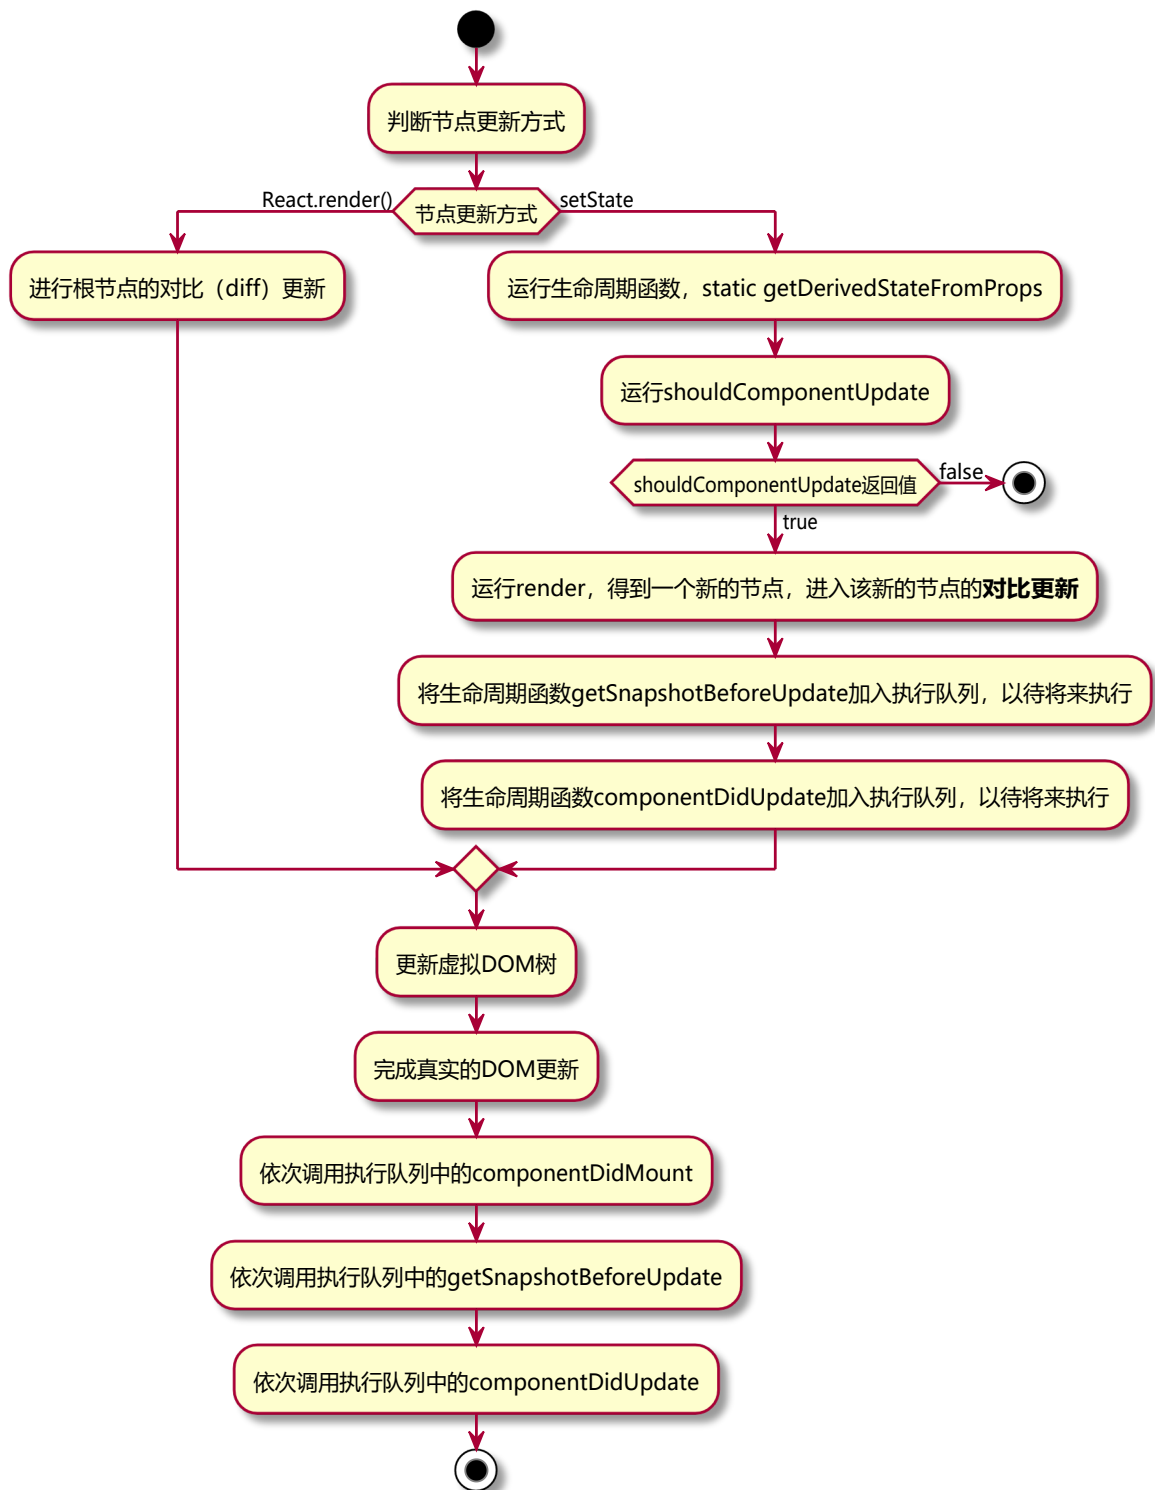 判断节点更新方式
React.render()
节点更新方式
setState
进行根节点的对比（diff）更新
运行生命周期函数，static getDerivedStateFromProps
运行shouldComponentUpdate
shouldComponentUpdate返回值
false
true
运行render，得到一个新的节点，进入该新的节点的对比更新
将生命周期函数getSnapshotBeforeUpdate加入执行队列，以待将来执行
将生命周期函数componentDidUpdate加入执行队列，以待将来执行
更新虚拟DOM树
完成真实的DOM更新
依次调用执行队列中的componentDidMount
依次调用执行队列中的getSnapshotBeforeUpdate
依次调用执行队列中的componentDidUpdate